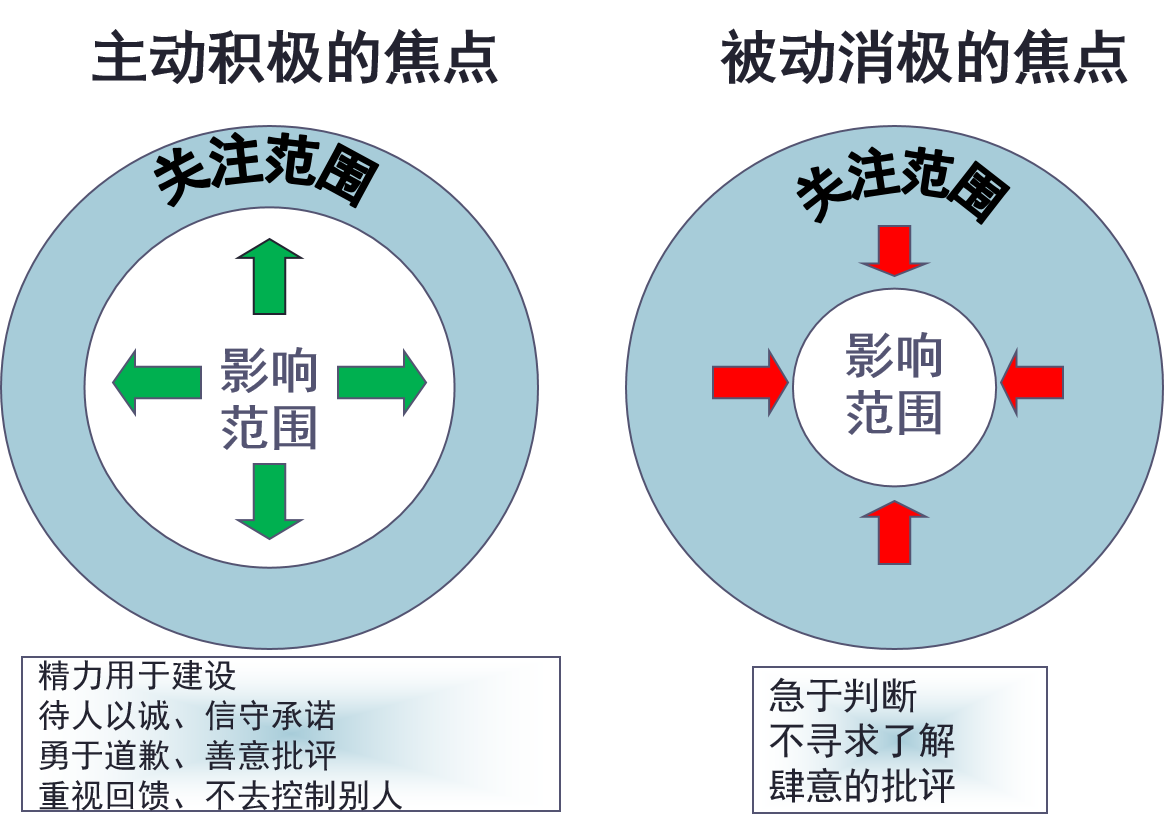 主动积极的焦点
关注范围
影响
范围
精力用于建设
待人以诚、信守承诺
勇于道歉、善意批评
重视回馈、不去控制别人
被动消极的焦点
关注范围
影响
范围
急于判断
不寻求了解
肆意的批评